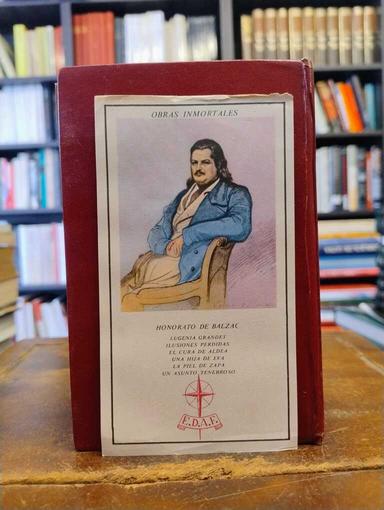 OBRAS INMORTALES
HONORATO DE BALZAC
EUGENIA GRANDES
ILUSIONES PERDIDAS
EL CURA DE ALDEA
UNA HIJA DE EVA
LA PIEL DE ZAPA
UN ASUNTO TENEBROSO
E.D.A.F.